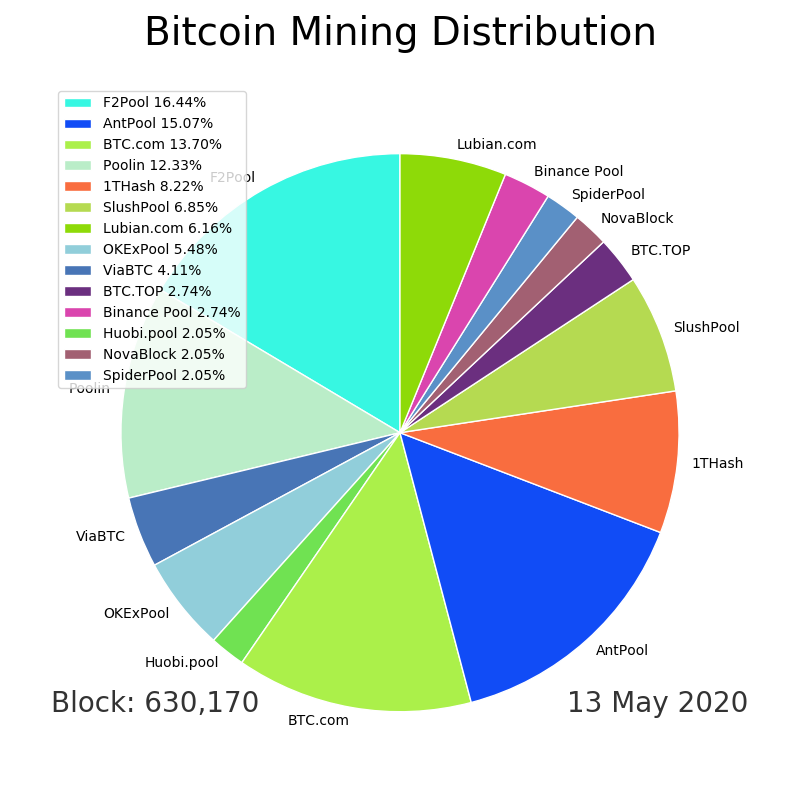 Bitcoin Mining Distribution
F2Pool 16.44%
AntPool 15.07%
BTC.com 13.70%
Poolin 12.33%
1THash 8.22%
SlushPool 6.85%
Lubian.com 6.16%
OKExPool 5.48%
ViaBTC 4.11%
BTC.TOP 2.74%
Binance Pool 2.74%
Huobi.pool 2.05%
NovaBlock 2.05%
SpiderPool 2.05%
Lubian.com
Binance Pool
SpiderPool
NovaBlock
BTC.TOP
SlushPool
1THash
AntPool
BTC.com
Huobi.pool
OKExPool
ViaBTC
Poolin
F2Pool
Block: 630,170
13 May 2020